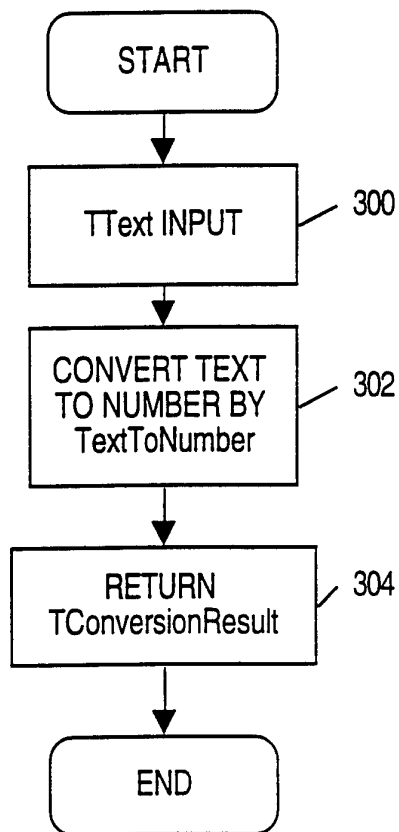 START
TText INPUT
300
CONVERT TEXT
TO NUMBER BY
TextToNumber
302
RETURN
TConversionResult
304
END